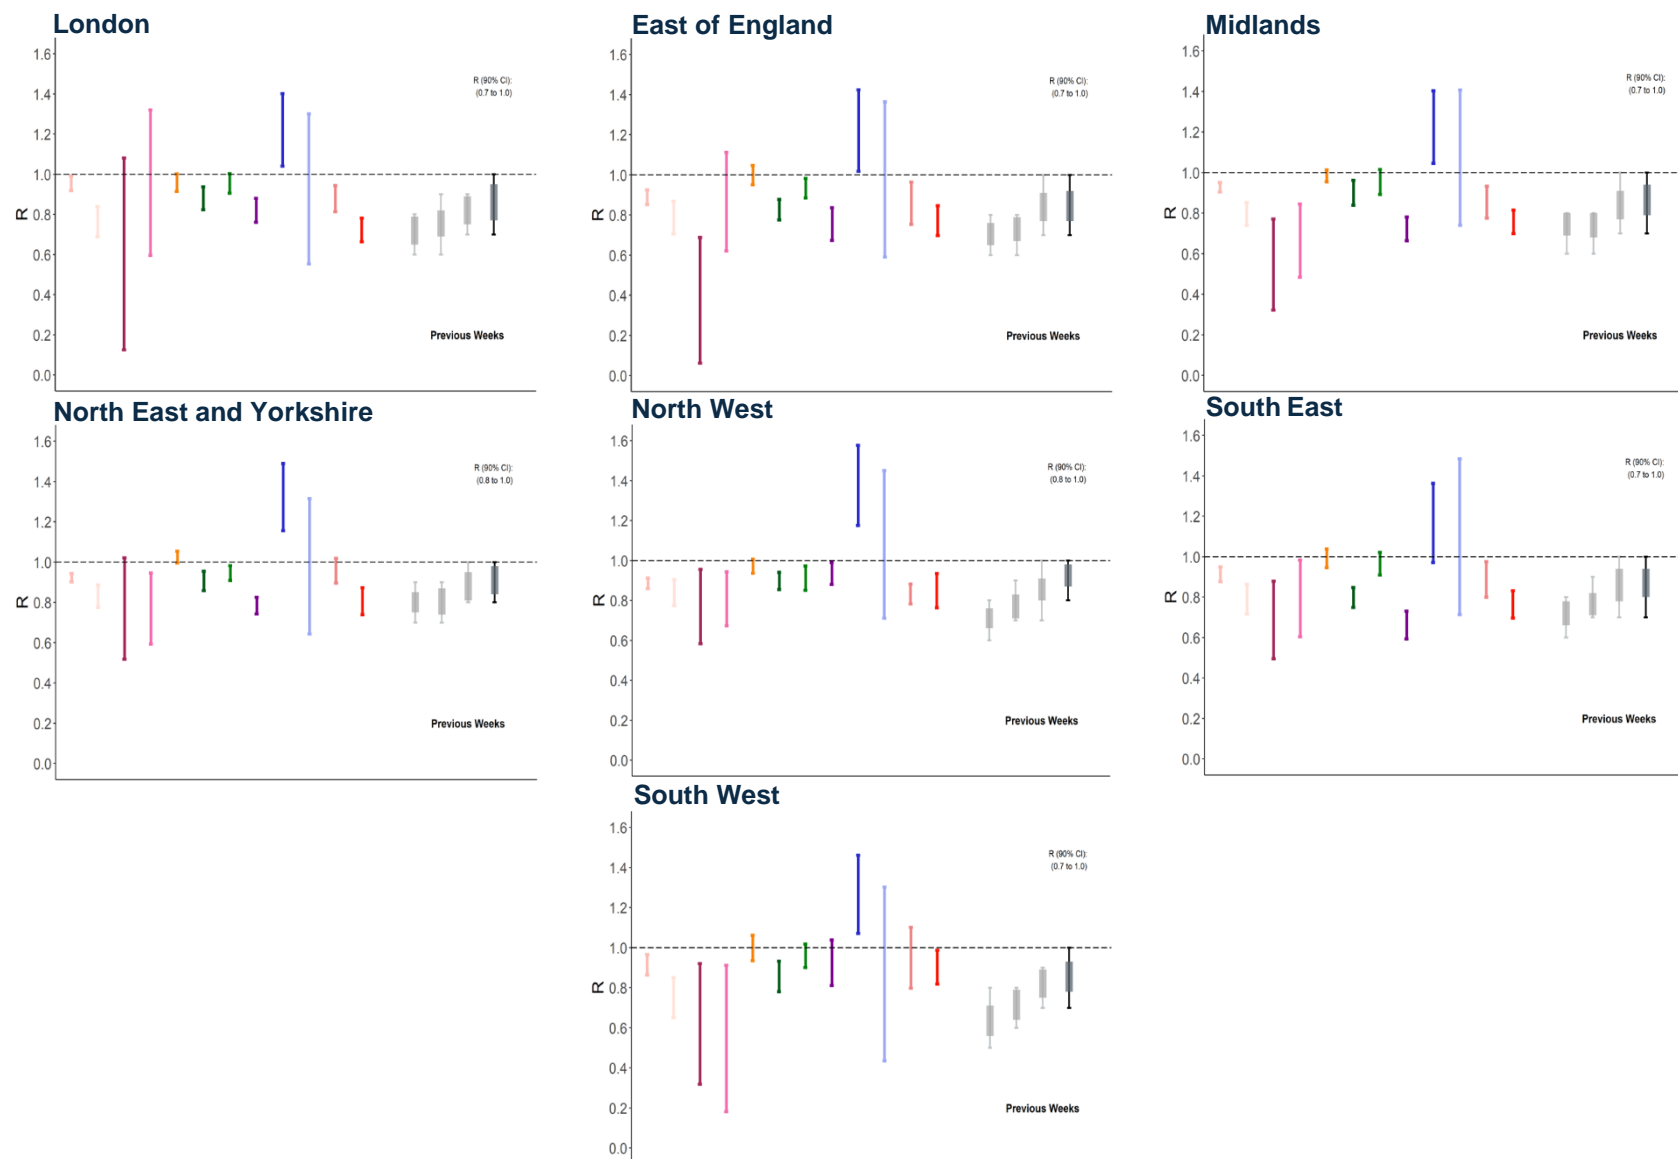 London
1.6
1.4
1.2
1.0
0.8
0.6
0.4
0.2
0.0
R
R (90% CI):
(0.7 to 1.0)
Previous Weeks
East of England
1.6
1.4
1.2
1.0
0.8
0.6
0.4
0.2
0.0
R
R (90% CI):
(0.7 to 1.0)
Previous Weeks
Midlands
1.6
1.4
1.2
1.0
0.8
0.6
0.4
0.2
0.0
R
R (90% CI):
(0.7 to 1.0)
Previous Weeks
North East and Yorkshire
1.6
1.4
1.2
1.0
0.8
0.6
0.4
0.2
0.0
R
R (90% CI):
(0.8 to 1.0)
Previous Weeks
North West
1.6
1.4
1.2
1.0
0.8
0.6
0.4
0.2
0.0
R
R (90% CI):
(0.8 to 1.0)
Previous Weeks
South East
1.6
1.4
1.2
1.0
0.8
0.6
0.4
0.2
0.0
R
R (90% CI):
(0.7 to 1.0)
Previous Weeks
South West
1.6
1.4
1.2
1.0
0.8
0.6
0.4
0.2
0.0
R
R (90% CI):
(0.7 to 1.0)
Previous Weeks